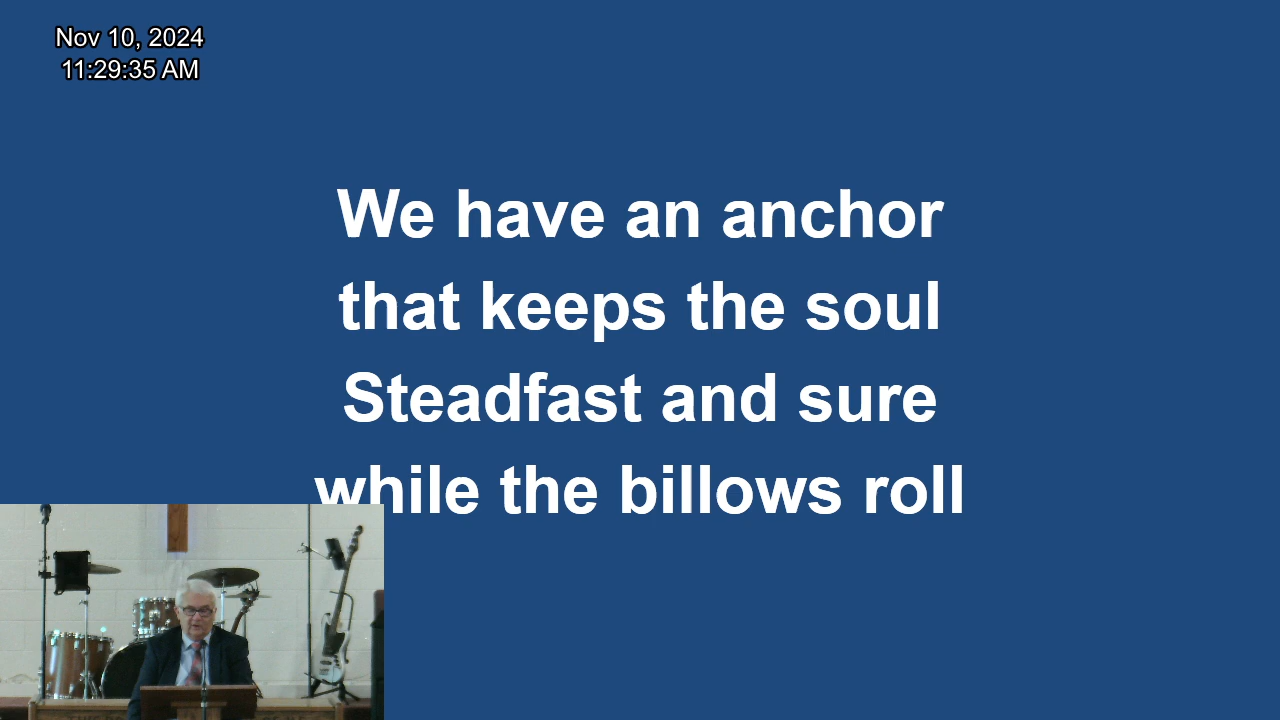 Nov 10, 2024
11:29:35 AM
We have an anchor
that keeps the soul
Steadfast and sure
while the billows roll